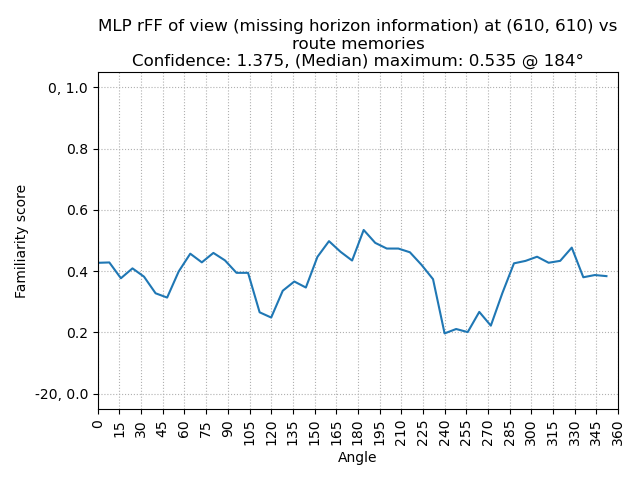 MLP rFF of view (missing horizon information) at (610, 610) vs
route memories
Confidence: 1.375, (Median) maximum: 0.535 @ 184°
0, 1.0
0.8
0.6
0.4
0.2
-20, 0.0
Familiarity score
0 15 30 45 60 75 90 105 120 135 150 165 180 195 210 225 240 255 270 285 300 315 330 345 360
Angle